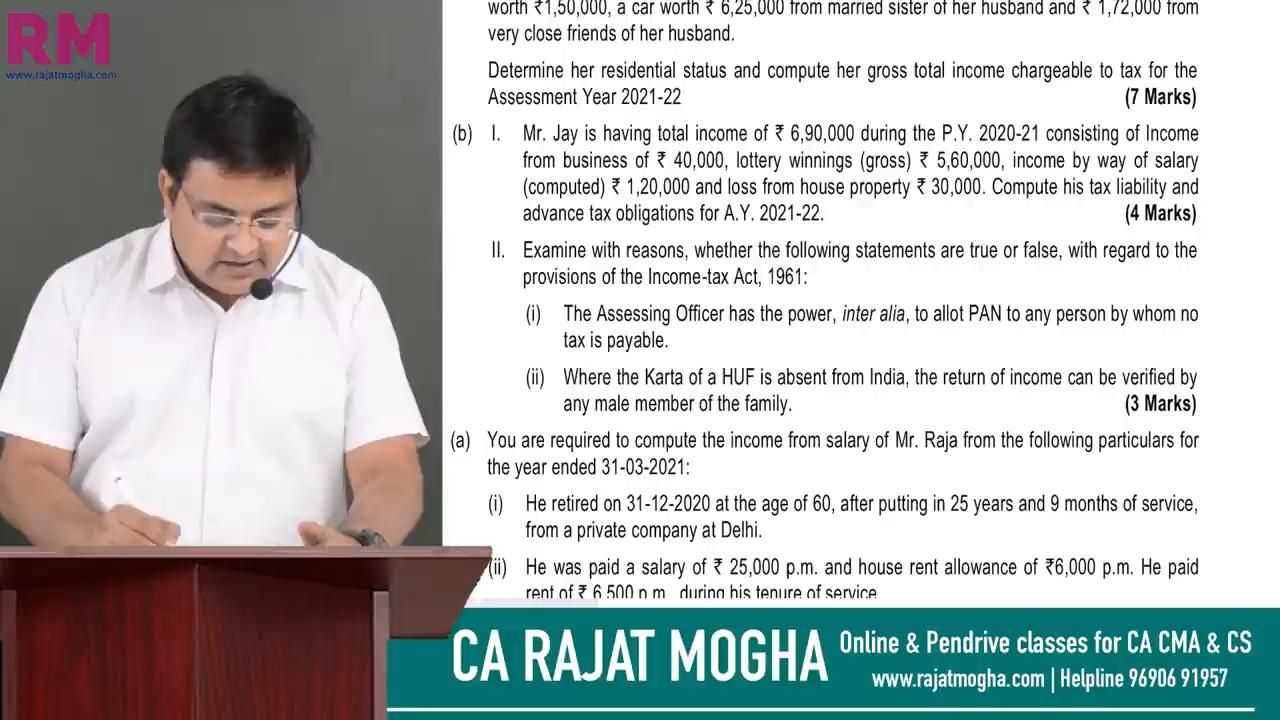 RM
www.rajatmogha.com
worth ₹1,50,000, a car worth ₹ 6,25,000 from married sister of her husband and ₹ 1,72,000 from
very close friends of her husband.
Determine her residential status and compute her gross total income chargeable to tax for the
Assessment Year 2021-22 (7 Marks)
(b) I. Mr. Jay is having total income of ₹ 6,90,000 during the P.Y. 2020-21 consisting of Income
from business of ₹ 40,000, lottery winnings (gross) ₹ 5,60,000, income by way of salary
(computed) ₹ 1,20,000 and loss from house property ₹ 30,000. Compute his tax liability and
advance tax obligations for A.Y. 2021-22. (4 Marks)
II. Examine with reasons, whether the following statements are true or false, with regard to the
provisions of the Income-tax Act, 1961:
(i) The Assessing Officer has the power, inter alia, to allot PAN to any person by whom no
tax is payable.
(ii) Where the Karta of a HUF is absent from India, the return of income can be verified by
any male member of the family. (3 Marks)
(a) You are required to compute the income from salary of Mr. Raja from the following particulars for
the year ended 31-03-2021:
(i) He retired on 31-12-2020 at the age of 60, after putting in 25 years and 9 months of service,
from a private company at Delhi.
(ii) He was paid a salary of ₹ 25,000 p.m. and house rent allowance of ₹6,000 p.m. He paid
rent of ₹ 6,500 p.m. during his tenure of service
CA RAJAT MOGHA
Online & Pendrive classes for CA CMA & CS
www.rajatmogha.com | Helpline 96906 91957